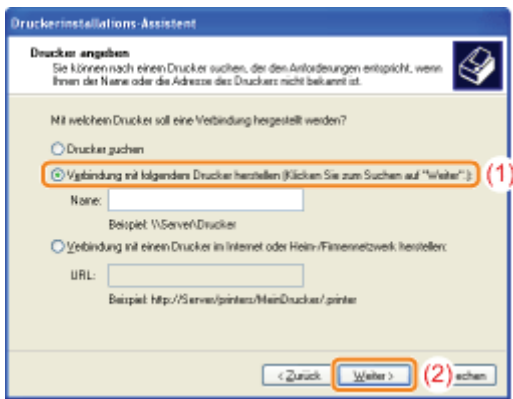 Druckerinstallations-Assistent
Drucker angeben
Sie können nach einem Drucker suchen, der den Anforderungen entspricht, wenn
Ihnen der Name oder die Adresse des Druckers nicht bekannt ist.
Mit welchem Drucker soll eine Verbindung hergestellt werden?
Drucker suchen
Verbindung mit folgendem Drucker herstellen (Klicken Sie zum Suchen auf "Weiter".):
(1)
Name:
Beispiel: \\Server\Drucker
Verbindung mit einem Drucker im Internet oder Heim-/Firmennetzwerk herstellen:
URL:
Beispiel: http://Server/printers/MeinDrucker/.printer
< Zurück
Weiter >
(2)
echen